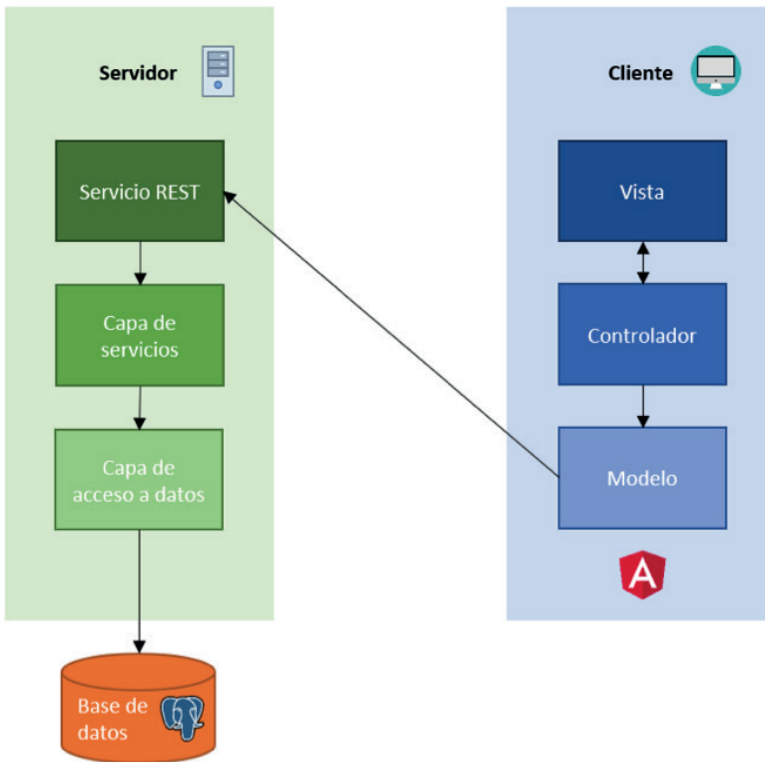 Servidor
Servicio REST
Capa de
servicios
Capa de
acceso a datos
Base de
datos
Cliente
Vista
Controlador
Modelo
A